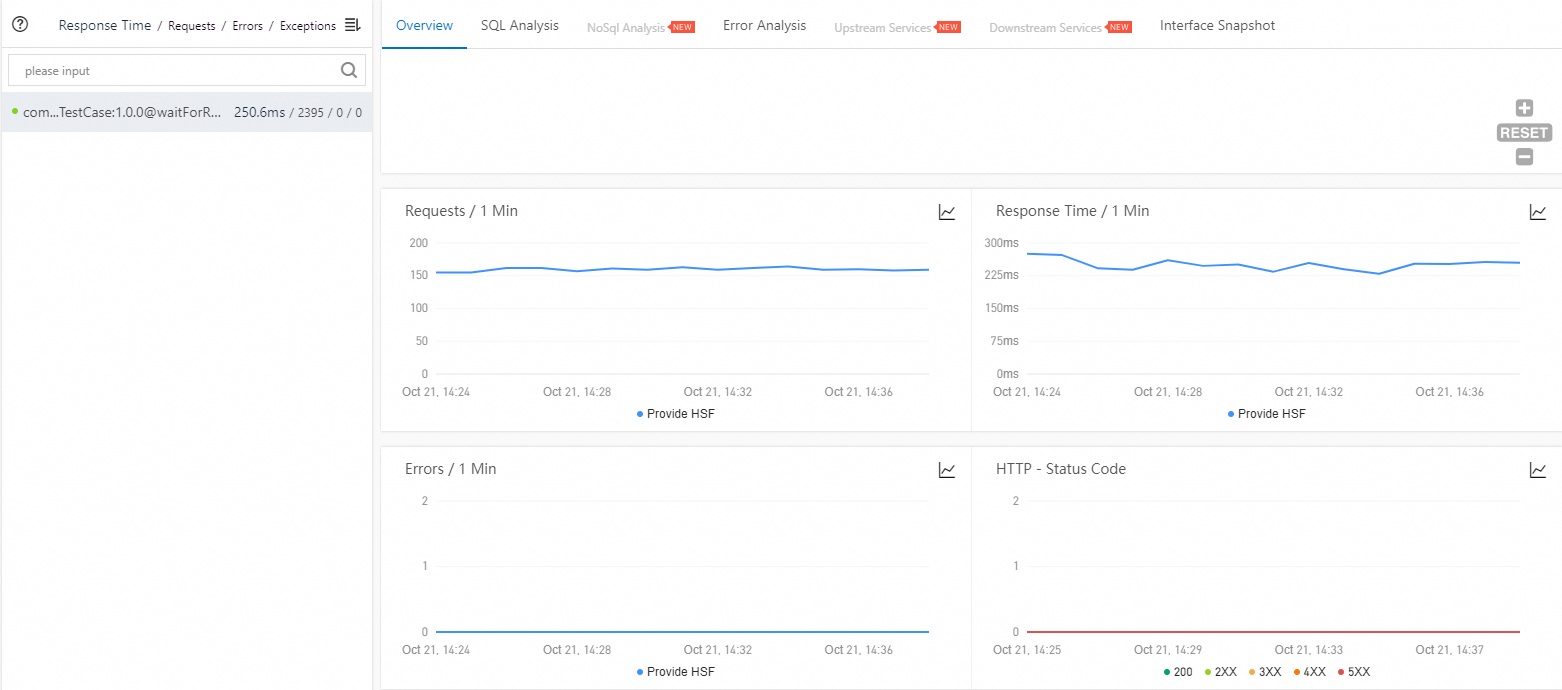 Response Time / Requests / Errors / Exceptions
please input
com...TestCase:1.0.0@waitForR... 250.6ms / 2395 / 0 / 0
Overview SQL Analysis NoSql Analysis NEW Error Analysis Upstream Services NEW Downstream Services NEW Interface Snapshot
RESET
Requests / 1 Min
200
150
100
50
0
Oct 21, 14:24 Oct 21, 14:28 Oct 21, 14:32 Oct 21, 14:36
Provide HSF
Response Time / 1 Min
300ms
225ms
150ms
75ms
0ms
Oct 21, 14:24 Oct 21, 14:28 Oct 21, 14:32 Oct 21, 14:36
Provide HSF
Errors / 1 Min
2
1
0
Oct 21, 14:24 Oct 21, 14:28 Oct 21, 14:32 Oct 21, 14:36
Provide HSF
HTTP - Status Code
2
1
0
Oct 21, 14:25 Oct 21, 14:29 Oct 21, 14:33 Oct 21, 14:37
200 2XX 3XX 4XX 5XX